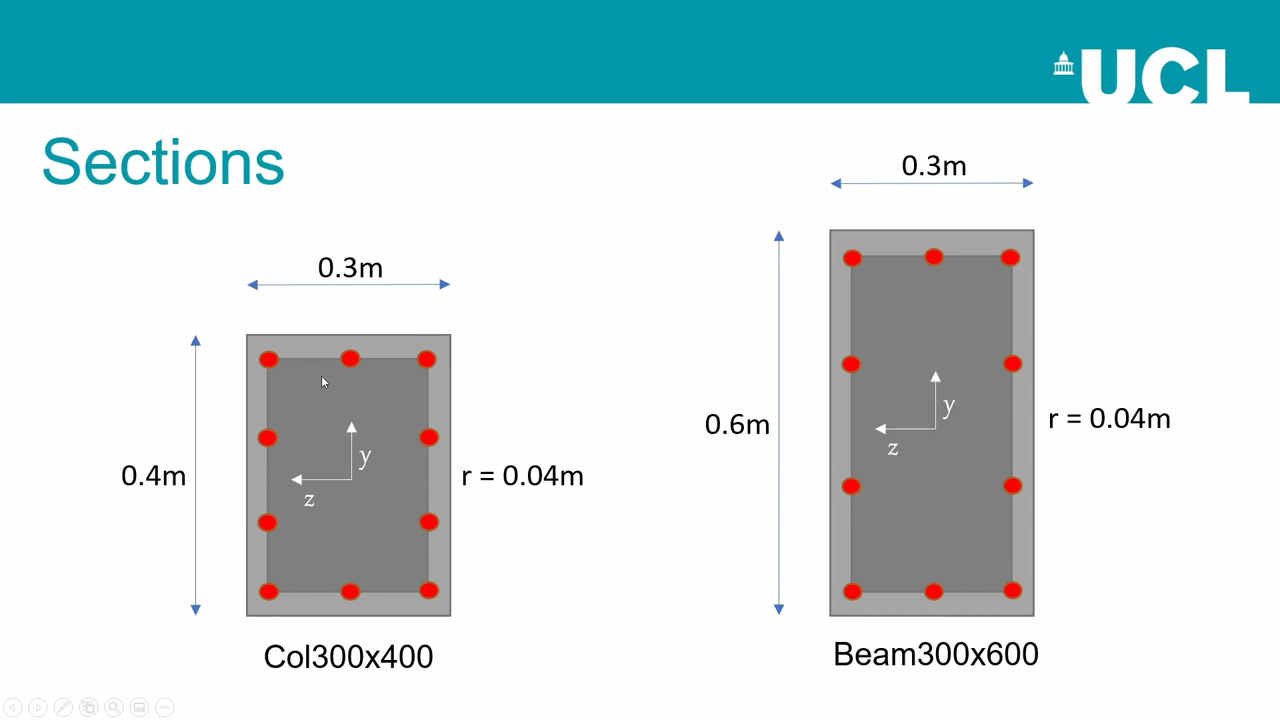 UCL
Sections
0.3m
0.4m
y
z
r = 0.04m
Col300x400
0.3m
0.6m
y
z
r = 0.04m
Beam300x600